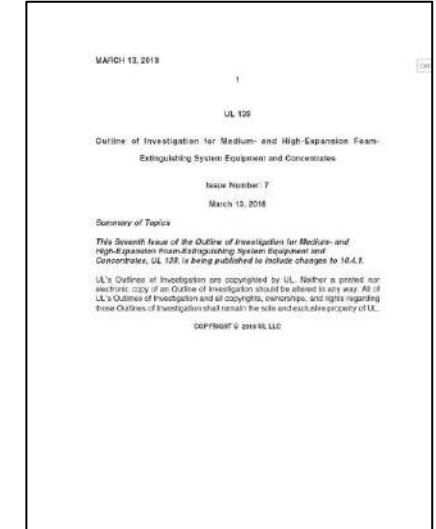 MARCH 13, 2018
1
UL 139
Outline of Investigation for Medium- and High-Expansion Foam-
Extinguishing System Equipment and Concentrates
Issue Number: 7
March 13, 2018
Summary of Topics
This Seventh Issue of the Outline of Investigation for Medium- and
High-Expansion Foam-Extinguishing System Equipment and
Concentrates, UL 139, is being published to include changes to 10.4.1.
UL's Outlines of Investigation are copyrighted by UL. Neither a printed nor
electronic copy of an Outline of Investigation should be altered in any way. All of
UL's Outlines of Investigation and all copyrights, ownerships, and rights regarding
those Outlines of Investigation shall remain the sole and exclusive property of UL.
COPYRIGHT © 2018 UL LLC